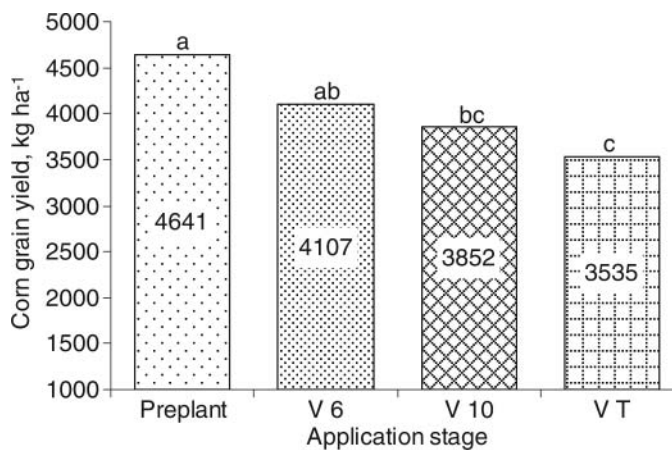 Corn grain yield, kg ha⁻¹
5000
4500
4000
3500
3000
2500
2000
1500
1000
a
ab
bc
c
4641
4107
3852
3535
Preplant
V 6
V 10
V T
Application stage